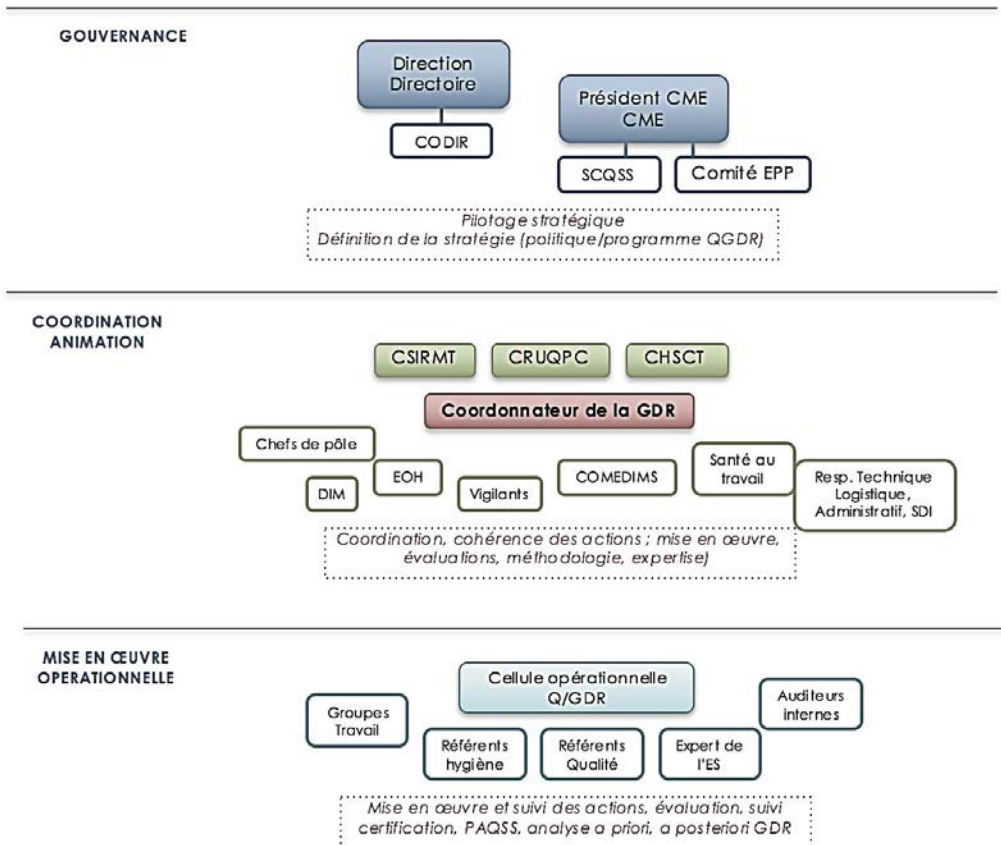 GOUVERNANCE
Direction
Directoire
CODIR
Président CME
CME
SCQSS
Comité EPP
Pilotage stratégique
Définition de la stratégie (politique/programme QGDR)
COORDINATION
ANIMATION
CSIRMT
CRUQPC
CHSCT
Coordonnateur de la GDR
Chefs de pôle
DIM
EOH
Vigilants
COMEDIMS
Santé au
travail
Resp. Technique
Logistique,
Administratif, SDI
Coordination, cohérence des actions ; mise en œuvre,
évaluations, méthodologie, expertise)
MISE EN ŒUVRE
OPERATIONNELLE
Cellule opérationnelle
Q/GDR
Groupes
Travail
Référents
hygiène
Référents
Qualité
Expert de
l'ES
Auditeurs
internes
Mise en œuvre et suivi des actions, évaluation, suivi
certification, PAQSS, analyse a priori, a posteriori GDR